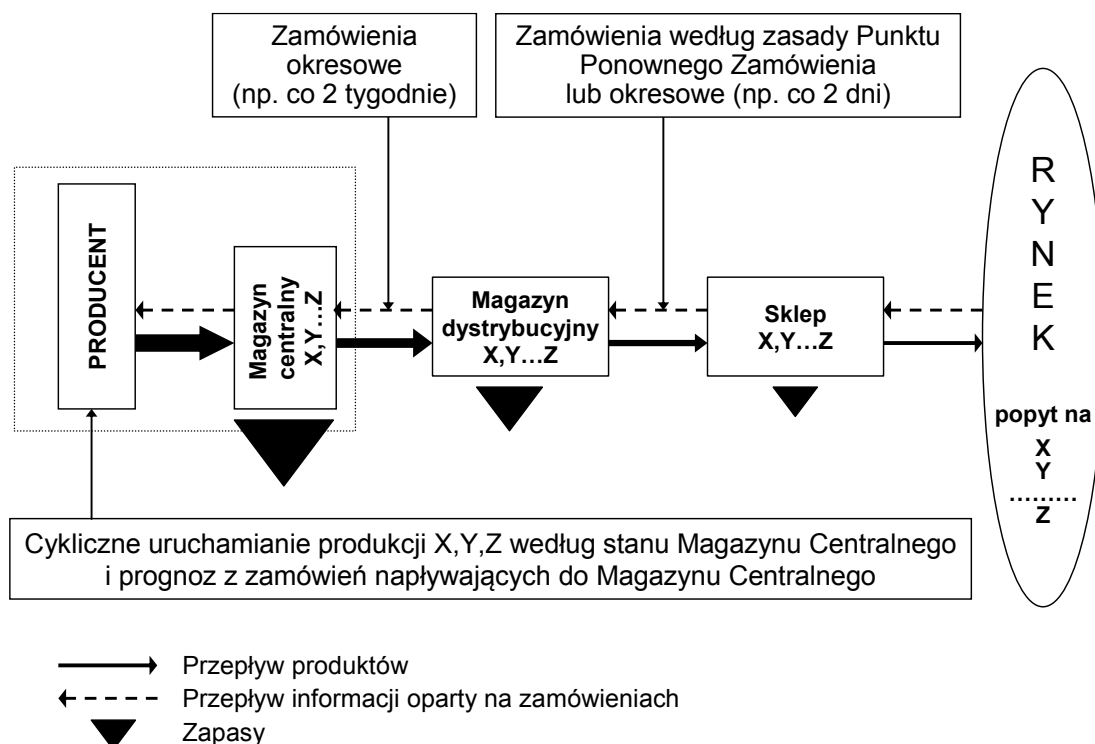 Zamówienia
okresowe
(np. co 2 tygodnie)
Zamówienia według zasady Punktu
Ponownego Zamówienia
lub okresowe (np. co 2 dni)
PRODUCENT
Magazyn
centralny
X,Y...Z
Magazyn
dystrybucyjny
X,Y...Z
Sklep
X,Y...Z
R
Y
N
E
K
popyt na
X
Y
.........
Z
Cykliczne uruchamianie produkcji X,Y,Z według stanu Magazynu Centralnego
i prognoz z zamówień napływających do Magazynu Centralnego
Przepływ produktów
Przepływ informacji oparty na zamówieniach
Zapasy